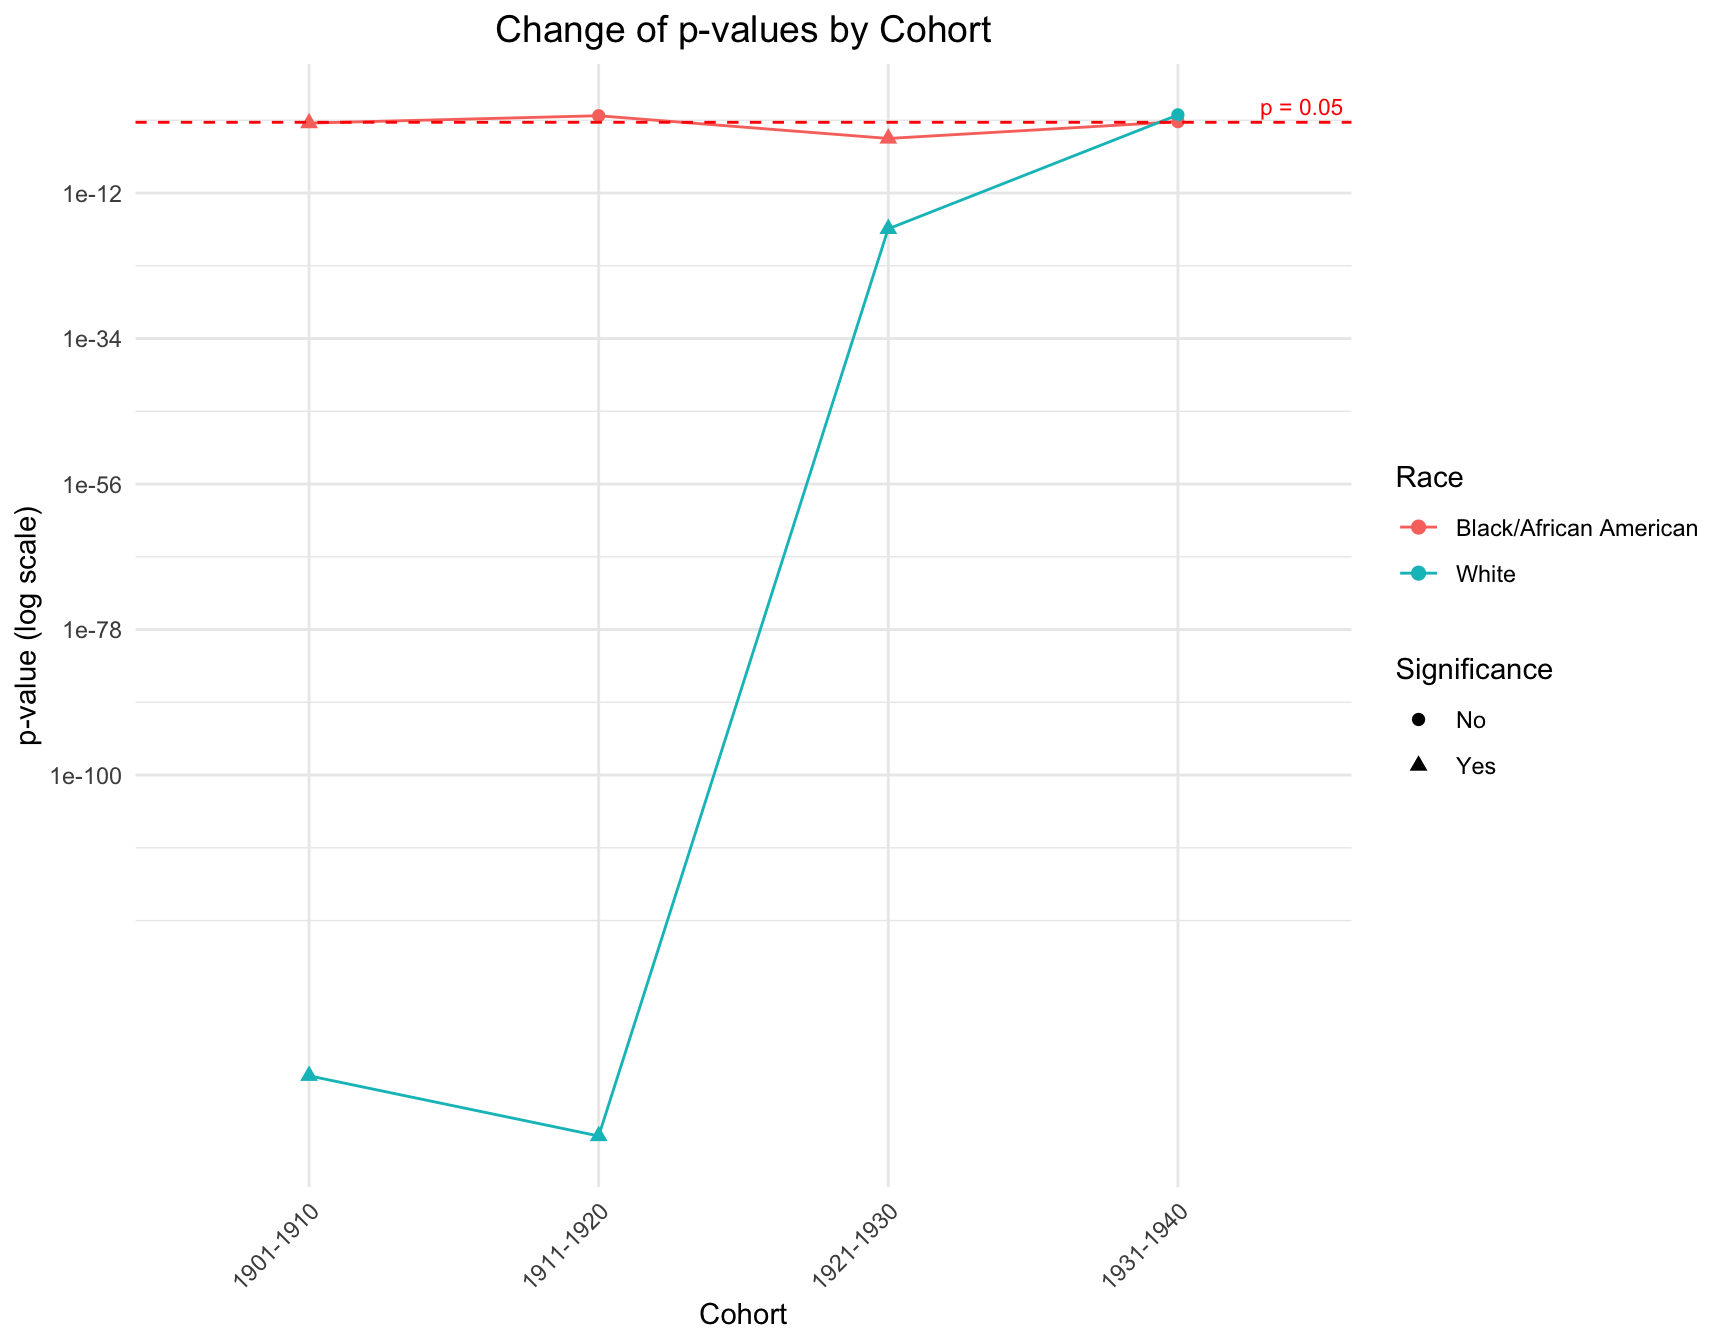 Change of p-values by Cohort
p = 0.05
1e-12
1e-34
1e-56
1e-78
1e-100
p-value (log scale)
1901-1910
1911-1920
1921-1930
1931-1940
Cohort
Race
Black/African American
White
Significance
No
Yes